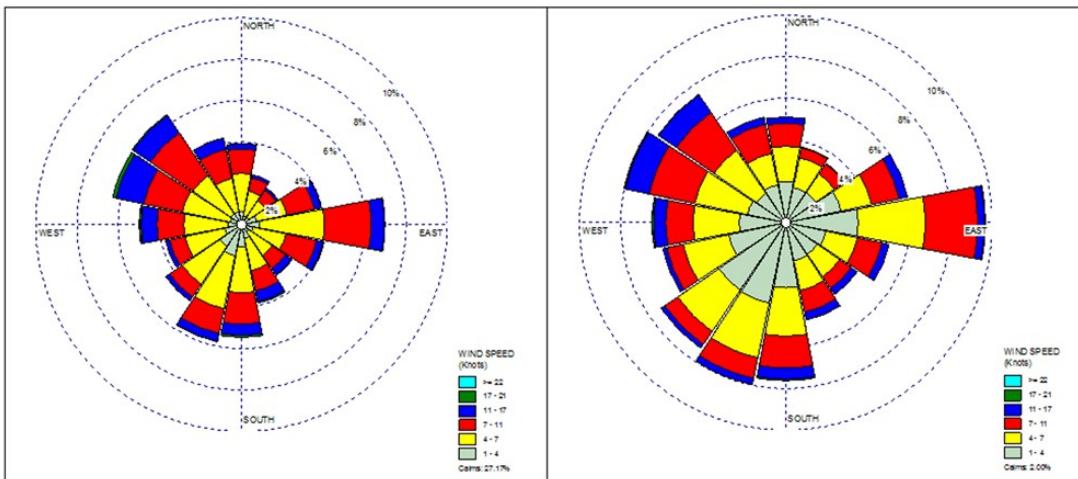 NORTH
10%
8%
6%
4%
2%
WEST
EAST
SOUTH
WIND SPEED
(Knots)
>= 22
17 - 21
11 - 17
7 - 11
4 - 7
1 - 4
Calms: 27.17%
NORTH
10%
8%
6%
4%
2%
WEST
EAST
SOUTH
WIND SPEED
(Knots)
>= 22
17 - 21
11 - 17
7 - 11
4 - 7
1 - 4
Calms: 2.00%